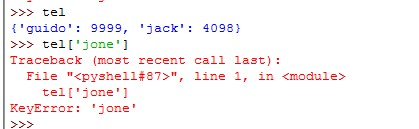 >>> tel
{'guido': 9999, 'jack': 4098}
>>> tel['jone']
Traceback (most recent call last):
  File "<pyshell#87>", line 1, in <module>
    tel['jone']
KeyError: 'jone'
>>>